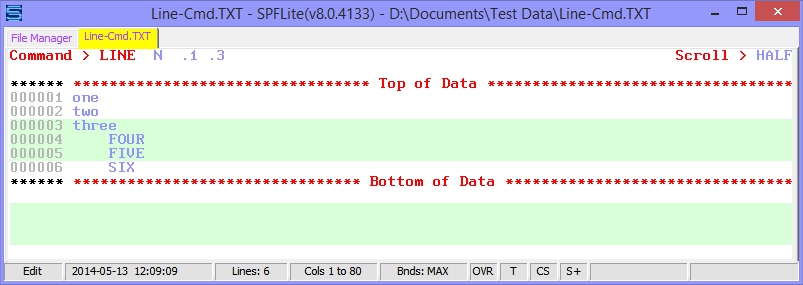 Line-Cmd.TXT - SPFLite(v8.0.4133) - D:\Documents\Test Data\Line-Cmd.TXT
File Manager Line-Cmd.TXT
Command > LINE N .1 .3 Scroll > HALF
****** ********************************* Top of Data ***********************************
000001 one
000002 two
000003 three
000004 FOUR
000005 FIVE
000006 SIX
****** ******************************** Bottom of Data ********************************
Edit 2014-05-13 12:09:09 Lines: 6 Cols 1 to 80 Bnds: MAX OVR T CS S+